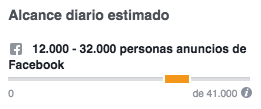 Alcance diario estimado
12.000 - 32.000 personas anuncios de
Facebook
0 de 41.000